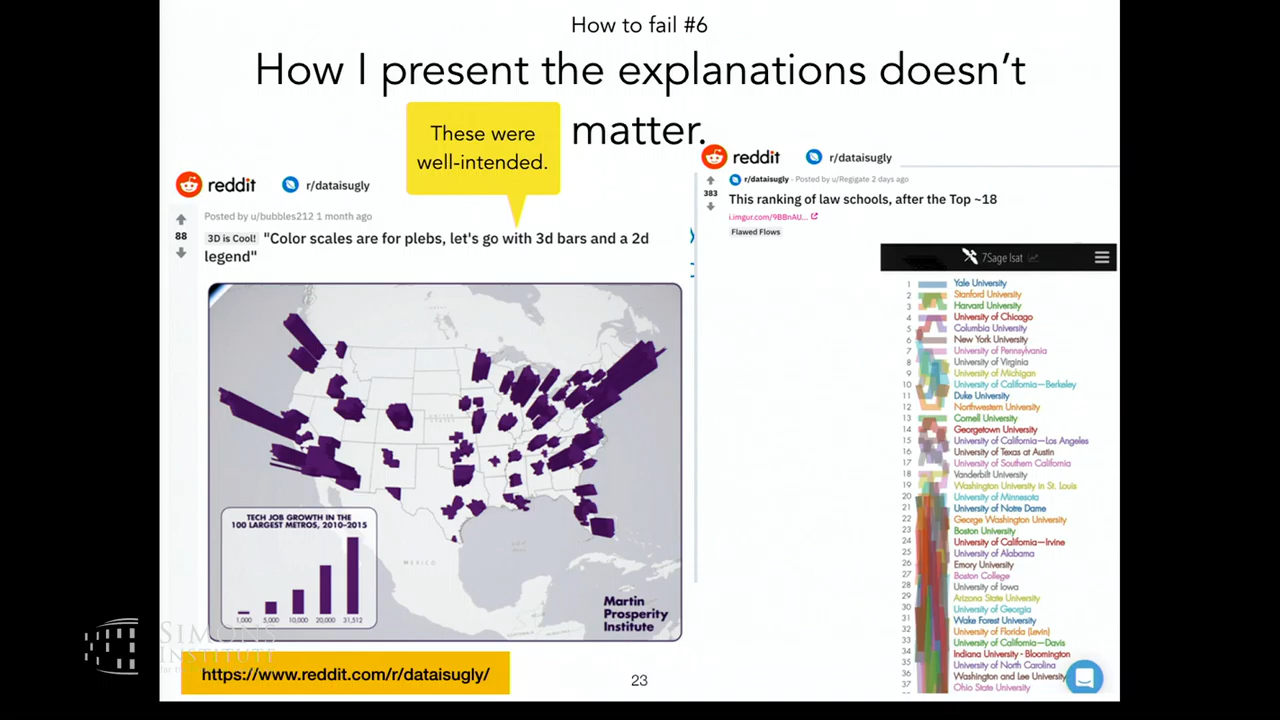 How to fail #6
How I present the explanations doesn't
matter.
These were
well-intended.
reddit r/dataisugly
Posted by u/bubbles212 1 month ago
88
3D is Cool! "Color scales are for plebs, let's go with 3d bars and a 2d
legend"
MEXICO
TECH JOB GROWTH IN THE
100 LARGEST METROS, 2010–2015
1,000 5,000 10,000 20,000 31,512
Martin
Prosperity
Institute
reddit r/dataisugly
r/dataisugly - Posted by u/Regigate 2 days ago
383
This ranking of law schools, after the Top ~18
i.imgur.com/9BBnAU...
Flawed Flows
7Sage lsat
1 Yale University
2 Stanford University
3 Harvard University
4 University of Chicago
5 Columbia University
6 New York University
7 University of Pennsylvania
8 University of Virginia
9 University of Michigan
10 University of California—Berkeley
11 Duke University
12 Northwestern University
13 Cornell University
14 Georgetown University
15 University of California—Los Angeles
16 University of Texas at Austin
17 University of Southern California
18 Vanderbilt University
19 Washington University in St. Louis
20 University of Minnesota
21 University of Notre Dame
22 George Washington University
23 Boston University
24 University of California—Irvine
25 University of Alabama
26 Emory University
27 Boston College
28 University of Iowa
29 Arizona State University
30 University of Georgia
31 Wake Forest University
32 University of Florida (Levin)
33 University of California—Davis
34 Indiana University - Bloomington
35 University of North Carolina
36 Washington and Lee University
37 Ohio State University
SIMONS
INSTITUTE
https://www.reddit.com/r/dataisugly/
23